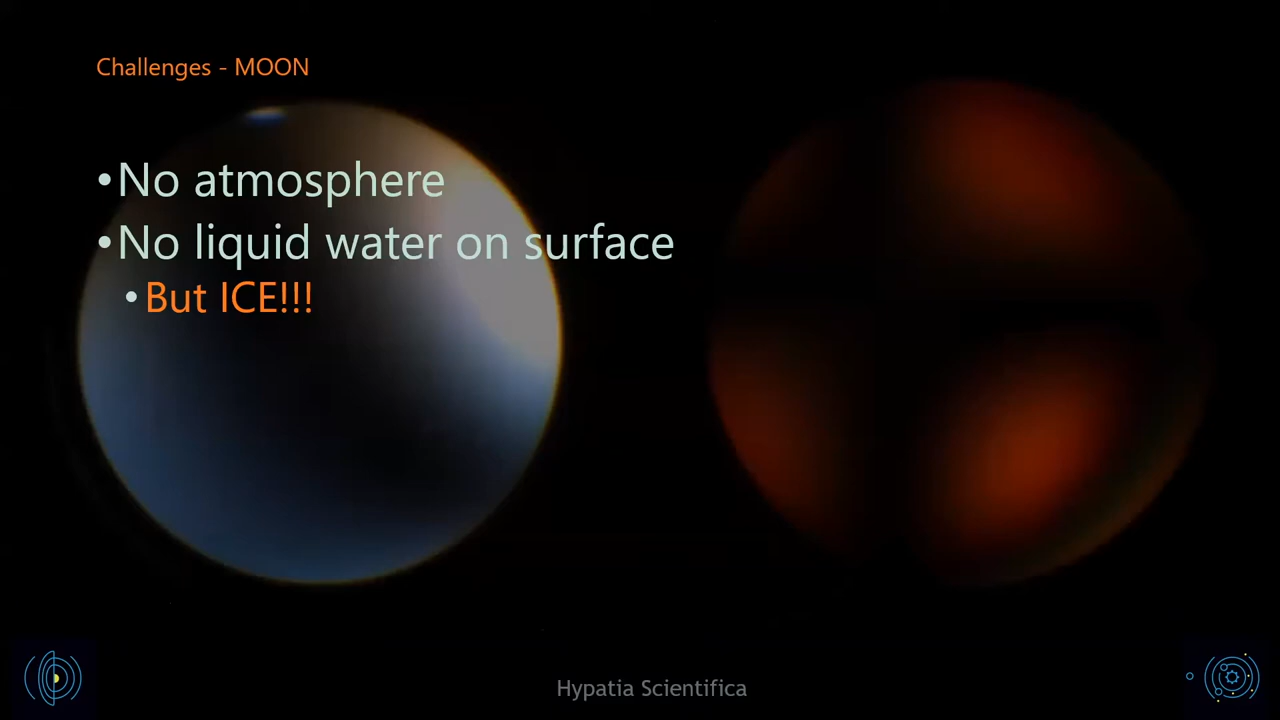 Challenges - MOON
•No atmosphere
•No liquid water on surface
•But ICE!!!
Hypatia Scientifica